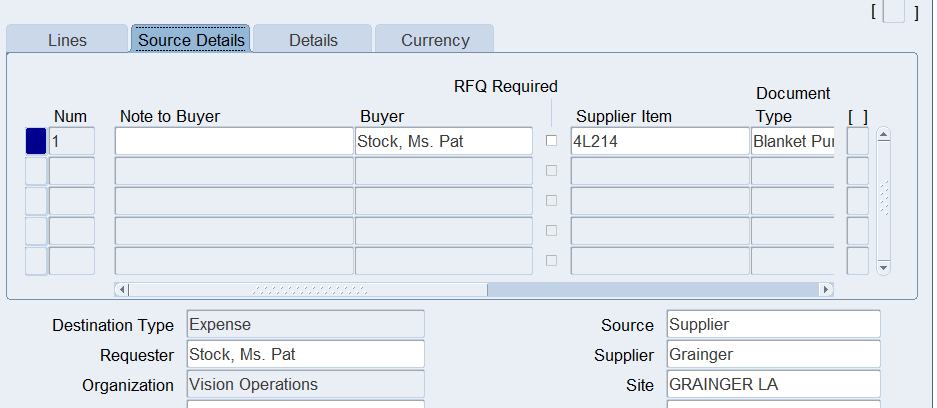 [ ]
Lines Source Details Details Currency
RFQ Required
Document
Num Note to Buyer Buyer Supplier Item Type [ ]
1 Stock, Ms. Pat 4L214 Blanket Pur
Destination Type Expense Source Supplier
Requester Stock, Ms. Pat Supplier Grainger
Organization Vision Operations Site GRAINGER LA